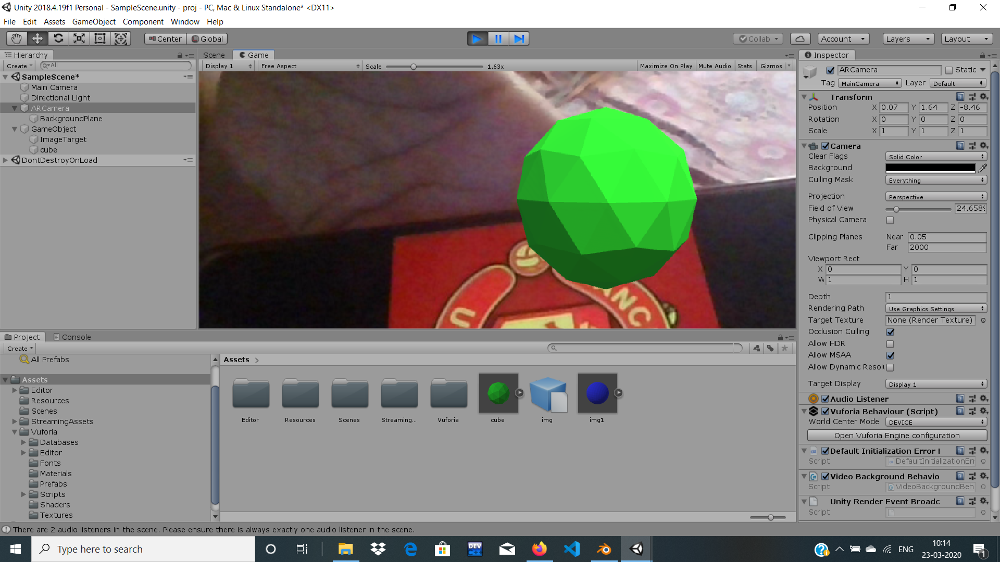 Unity 2018.4.19f1 Personal - SampleScene.unity - proj - PC, Mac & Linux Standalone* <DX11>
File Edit Assets GameObject Component Window Help
Center Global Collab Account Layers Layout
Hierarchy
Create All
SampleScene*
Main Camera
Directional Light
ARCamera
BackgroundPlane
GameObject
ImageTarget
cube
DontDestroyOnLoad
Scene Game
Display 1 Free Aspect Scale 1.63x Maximize On Play Mute Audio Stats Gizmos
U
ANC
Inspector
ARCamera Static
Tag MainCamera Layer Default
Transform
Position X 0.07 Y 1.64 Z -8.46
Rotation X 0 Y 0 Z 0
Scale X 1 Y 1 Z 1
Camera
Clear Flags Solid Color
Background
Culling Mask Everything
Projection Perspective
Field of View 24.6589
Physical Camera
Clipping Planes Near 0.05
Far 2000
Viewport Rect
X 0 Y 0
W 1 H 1
Depth 1
Rendering Path Use Graphics Settings
Target Texture None (Render Texture)
Occlusion Culling
Allow HDR
Allow MSAA
Allow Dynamic Resolu
Target Display Display 1
Audio Listener
Vuforia Behaviour (Script)
World Center Mode DEVICE
Open Vuforia Engine configuration
Default Initialization Error H
Script DefaultInitializationErr
Video Background Behavio
Script VideoBackgroundBeh
Unity Render Event Broadc
Script
Project Console
Create
All Prefabs
Assets
Editor
Resources
Scenes
StreamingAssets
Vuforia
Databases
Editor
Fonts
Materials
Prefabs
Scripts
Shaders
Textures
Assets
Editor Resources Scenes Streaming... Vuforia cube img img1
There are 2 audio listeners in the scene. Please ensure there is always exactly one audio listener in the scene.
Type here to search
DEV C++
ENG
10:14
23-03-2020
1